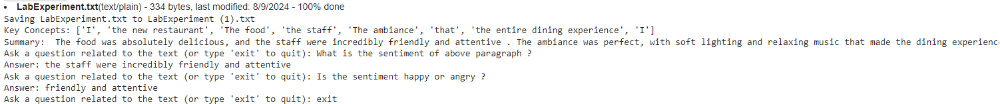 • LabExperiment.txt(text/plain) - 334 bytes, last modified: 8/9/2024 - 100% done
Saving LabExperiment.txt to LabExperiment (1).txt
Key Concepts: ['I', 'the new restaurant', 'The food', 'the staff', 'The ambiance', 'that', 'the entire dining experience', 'I']
Summary:  The food was absolutely delicious, and the staff were incredibly friendly and attentive . The ambiance was perfect, with soft lighting and relaxing music that made the dining experienc
Ask a question related to the text (or type 'exit' to quit): What is the sentiment of above paragraph ?
Answer: the staff were incredibly friendly and attentive
Ask a question related to the text (or type 'exit' to quit): Is the sentiment happy or angry ?
Answer: friendly and attentive
Ask a question related to the text (or type 'exit' to quit): exit